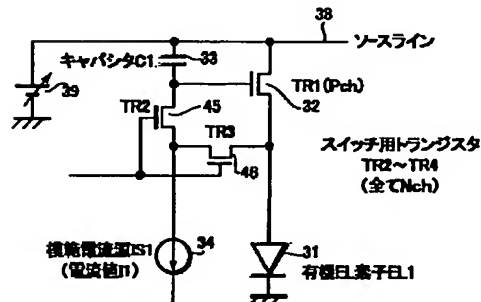 38
ソースライン
キャパシタC1
33
TR1(Pch)
32
39
TR2
45
TR3
46
スイッチ用トランジスタ
TR2~TR4
(全てNch)
模範電流源IS1
(電流値I1)
34
31
有機EL素子EL1